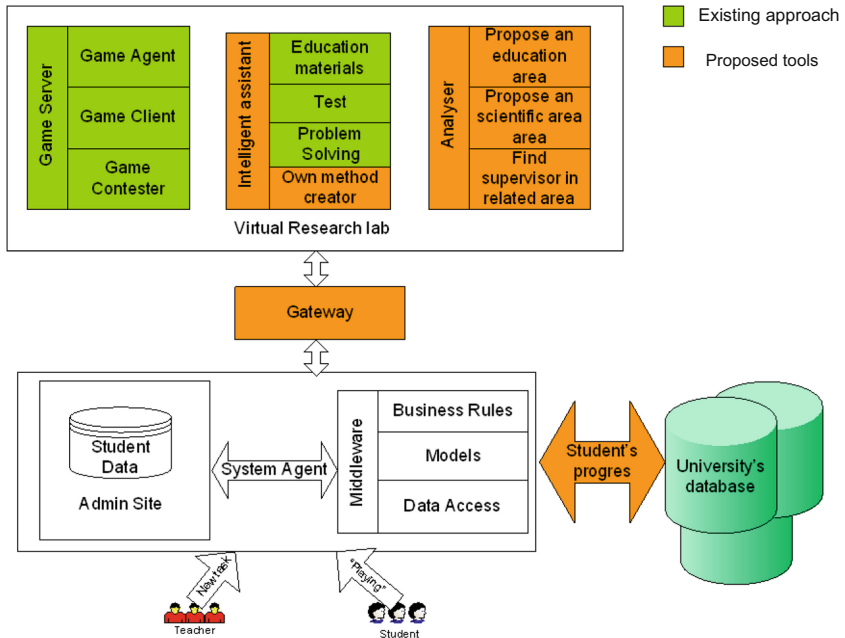 Existing approach
Proposed tools
Game Server
Game Agent
Game Client
Game
Contester
Intelligent assistant
Education
materials
Test
Problem
Solving
Own method
creator
Analyser
Propose an
education
area
Propose an
scientific area
area
Find
supervisor in
related area
Virtual Research lab
Gateway
Student
Data
Admin Site
System Agent
Middleware
Business Rules
Models
Data Access
Student's
progres
University's
database
New task
"Playing"
Teacher
Student